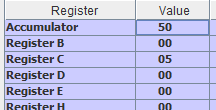 Register Value
Accumulator 50
Register B 00
Register C 05
Register D 00
Register E 00
Register H 00